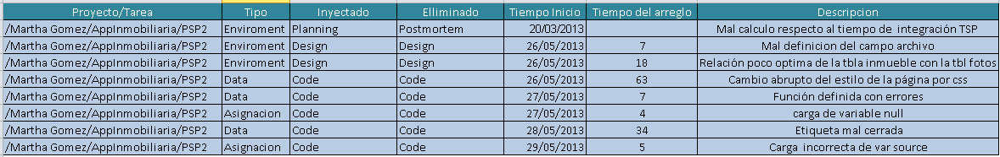 Proyecto/Tarea Tipo Inyectado Elliminado Tiempo Inicio Tiempo del arreglo Descripcion
/Martha Gomez/AppInmobiliaria/PSP2 Enviroment Planning Postmortem 20/03/2013 Mal calculo respecto al tiempo de integración TSP
/Martha Gomez/AppInmobiliaria/PSP2 Enviroment Design Design 26/05/2013 7 Mal definicion del campo archivo
/Martha Gomez/AppInmobiliaria/PSP2 Enviroment Design Design 26/05/2013 18 Relación poco optima de la tbla inmueble con la tbl fotos
/Martha Gomez/AppInmobiliaria/PSP2 Data Code Code 26/05/2013 63 Cambio abrupto del estilo de la página por css
/Martha Gomez/AppInmobiliaria/PSP2 Data Code Code 27/05/2013 7 Función definida con errores
/Martha Gomez/AppInmobiliaria/PSP2 Asignacion Code Code 27/05/2013 4 carga de variable null
/Martha Gomez/AppInmobiliaria/PSP2 Data Code Code 28/05/2013 34 Etiqueta mal cerrada
/Martha Gomez/AppInmobiliaria/PSP2 Asignacion Code Code 29/05/2013 5 Carga incorrecta de var source